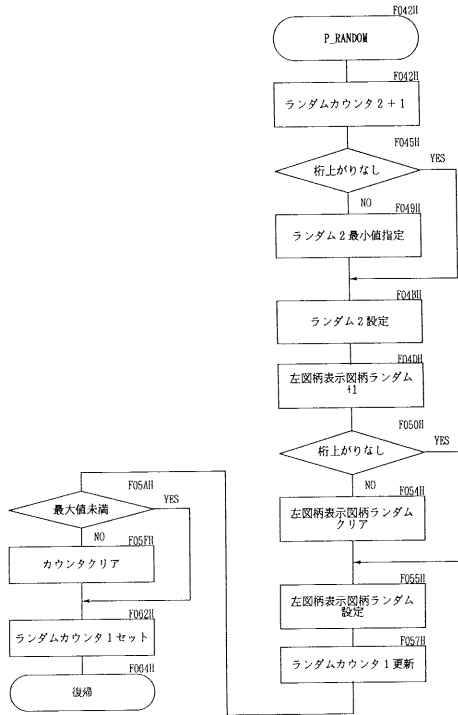 F042H
P_RANDOM
F042H
ランダムカウンタ2+1
F045H
桁上がりなし
YES
NO
F049H
ランダム2最小値指定
F04BH
ランダム2設定
F04DH
左図柄表示図柄ランダム
+1
F050H
桁上がりなし
YES
NO
F054H
左図柄表示図柄ランダム
クリア
F055H
左図柄表示図柄ランダム
設定
F057H
ランダムカウンタ1更新
F05AH
最大値未満
YES
NO
F05FH
カウンタクリア
F062H
ランダムカウンタ1セット
F064H
復帰